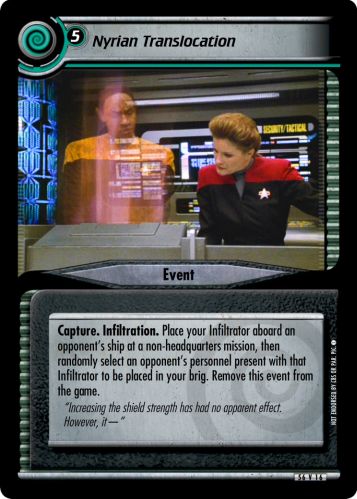 5
Nyrian Translocation
SECURITY/TACTICAL
Event
Capture. Infiltration. Place your Infiltrator aboard an
opponent's ship at a non-headquarters mission, then
randomly select an opponent's personnel present with that
Infiltrator to be placed in your brig. Remove this event from
the game.
"Increasing the shield strength has had no apparent effect.
However, it—"
NOT ENDORSED BY CBS OR PAR. PIC.
56 V 16